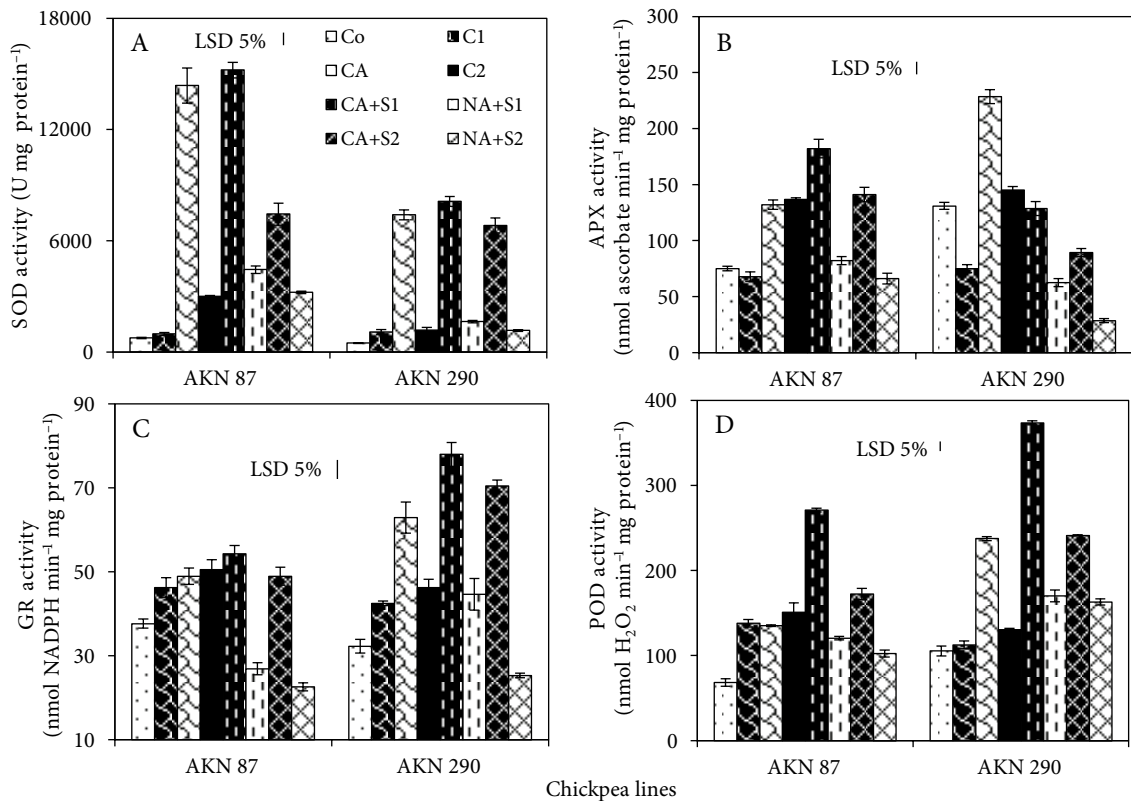 A
LSD 5%
Co
C1
CA
C2
CA+S1
NA+S1
CA+S2
NA+S2
18000
12000
6000
0
SOD activity (U mg protein⁻¹)
AKN 87
AKN 290
B
LSD 5%
300
250
200
150
100
50
0
APX activity
(nmol ascorbate min⁻¹ mg protein⁻¹)
AKN 87
AKN 290
C
LSD 5%
90
70
50
30
10
GR activity
(nmol NADPH min⁻¹ mg protein⁻¹)
AKN 87
AKN 290
D
LSD 5%
400
300
250
200
100
0
POD activity
(nmol H₂O₂ min⁻¹ mg protein⁻¹)
AKN 87
AKN 290
Chickpea lines